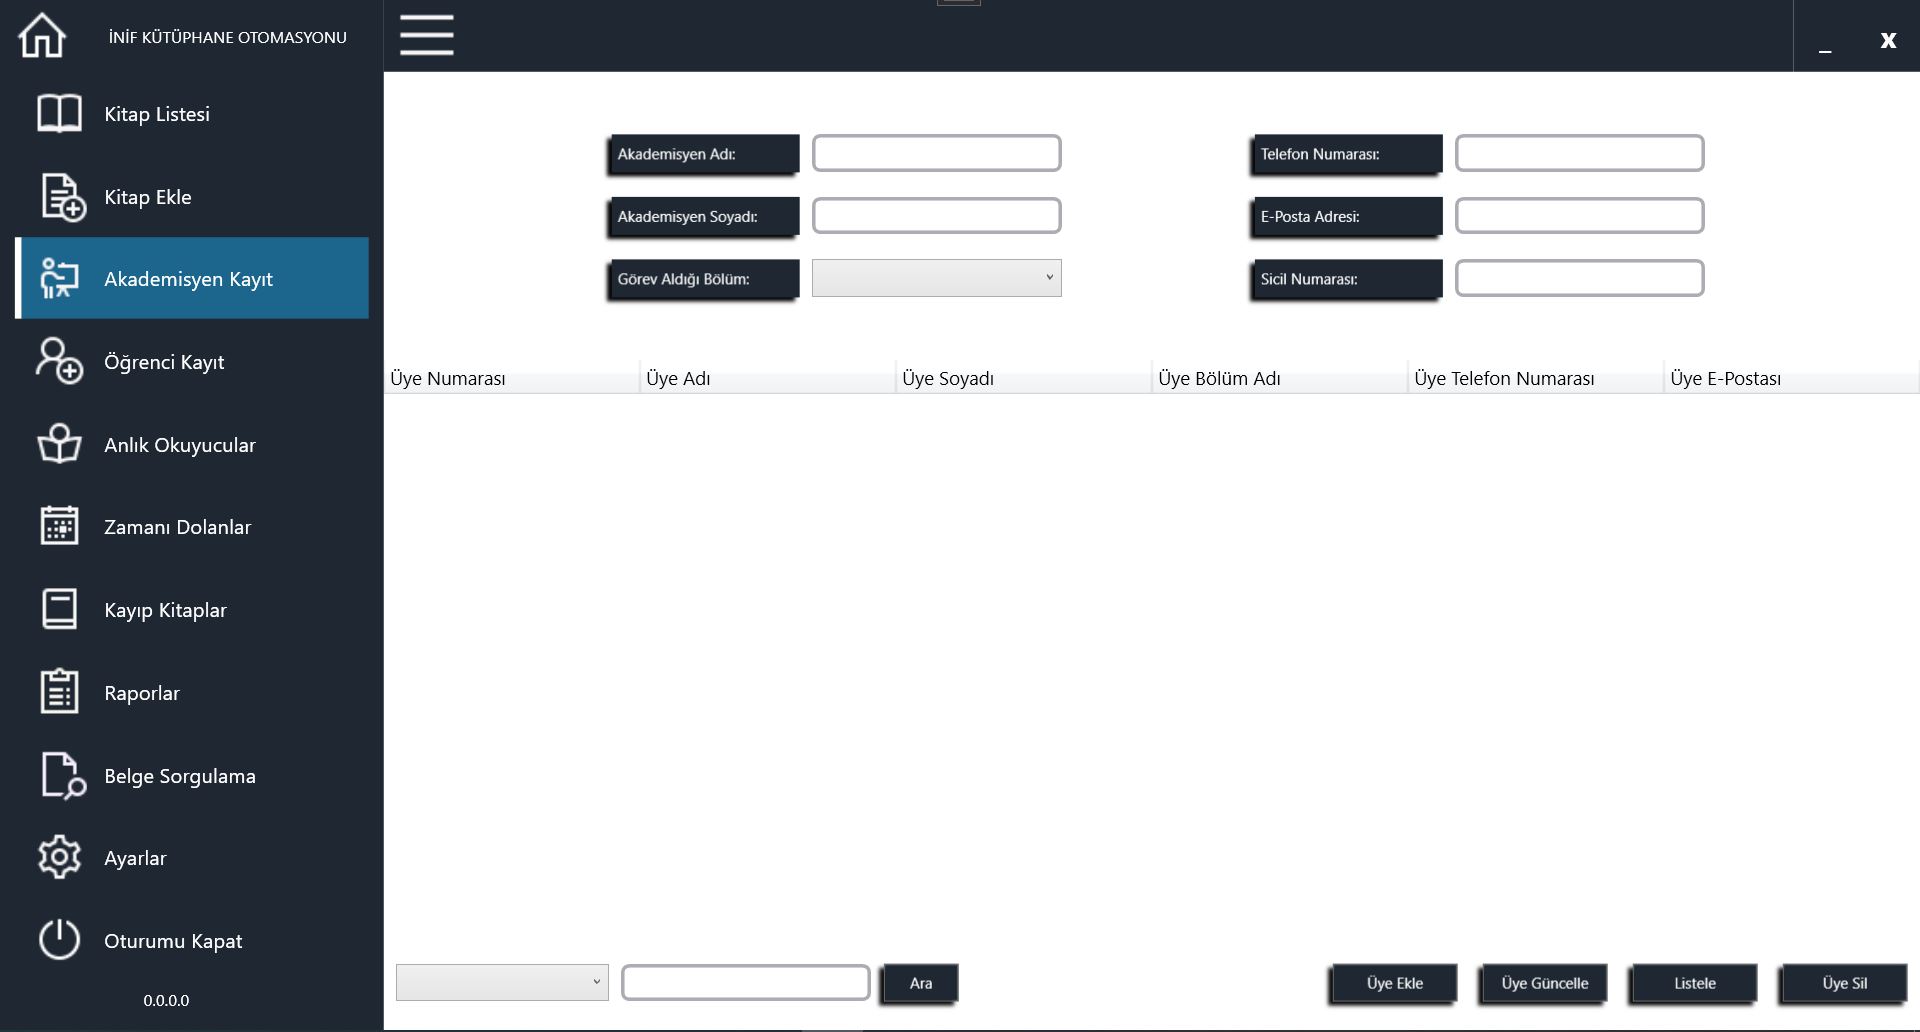 İNİF KÜTÜPHANE OTOMASYONU
_ X
Kitap Listesi
Kitap Ekle
Akademisyen Kayıt
Öğrenci Kayıt
Anlık Okuyucular
Zamanı Dolanlar
Kayıp Kitaplar
Raporlar
Belge Sorgulama
Ayarlar
Oturumu Kapat
0.0.0.0
Akademisyen Adı:
Akademisyen Soyadı:
Görev Aldığı Bölüm:
Telefon Numarası:
E-Posta Adresi:
Sicil Numarası:
Üye Numarası Üye Adı Üye Soyadı Üye Bölüm Adı Üye Telefon Numarası Üye E-Postası
Ara Üye Ekle Üye Güncelle Listele Üye Sil